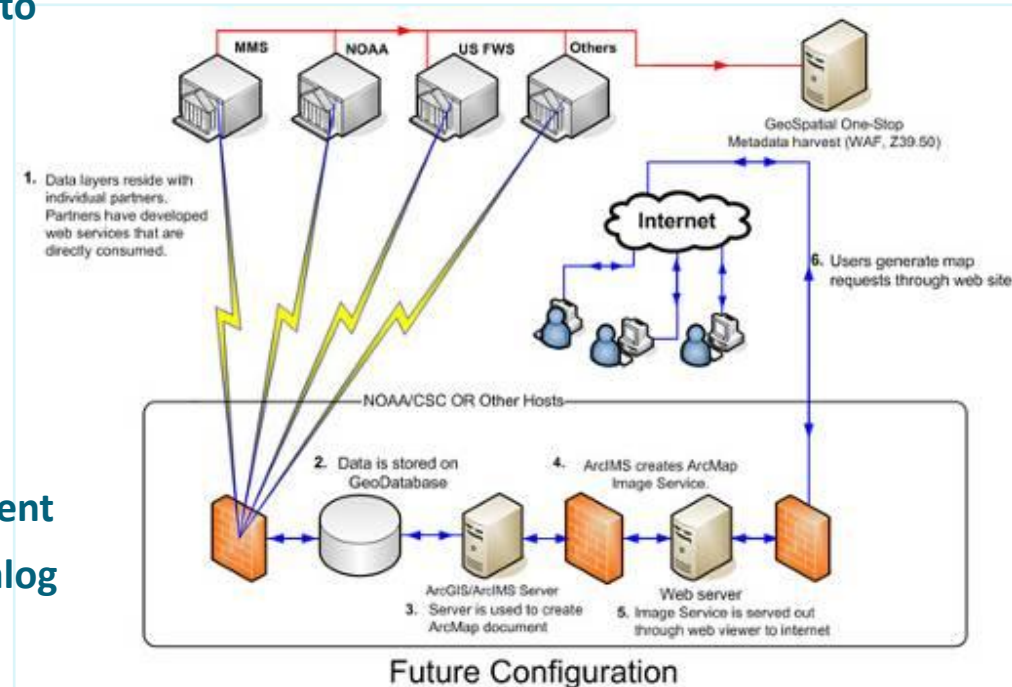 to
MMS
NOAA
US FWS
Others
GeoSpatial One-Stop
Metadata harvest (WAF, Z39.50)
1. Data layers reside with
individual partners.
Partners have developed
web services that are
directly consumed.
Internet
6. Users generate map
requests through web site
NOAA/CSC OR Other Hosts
2. Data is stored on
GeoDatabase
4. ArcIMS creates ArcMap
Image Service.
ent
alog
ArcGIS/ArcIMS Server
3. Server is used to create
ArcMap document
Web server
5. Image Service is served out
through web viewer to internet
Future Configuration